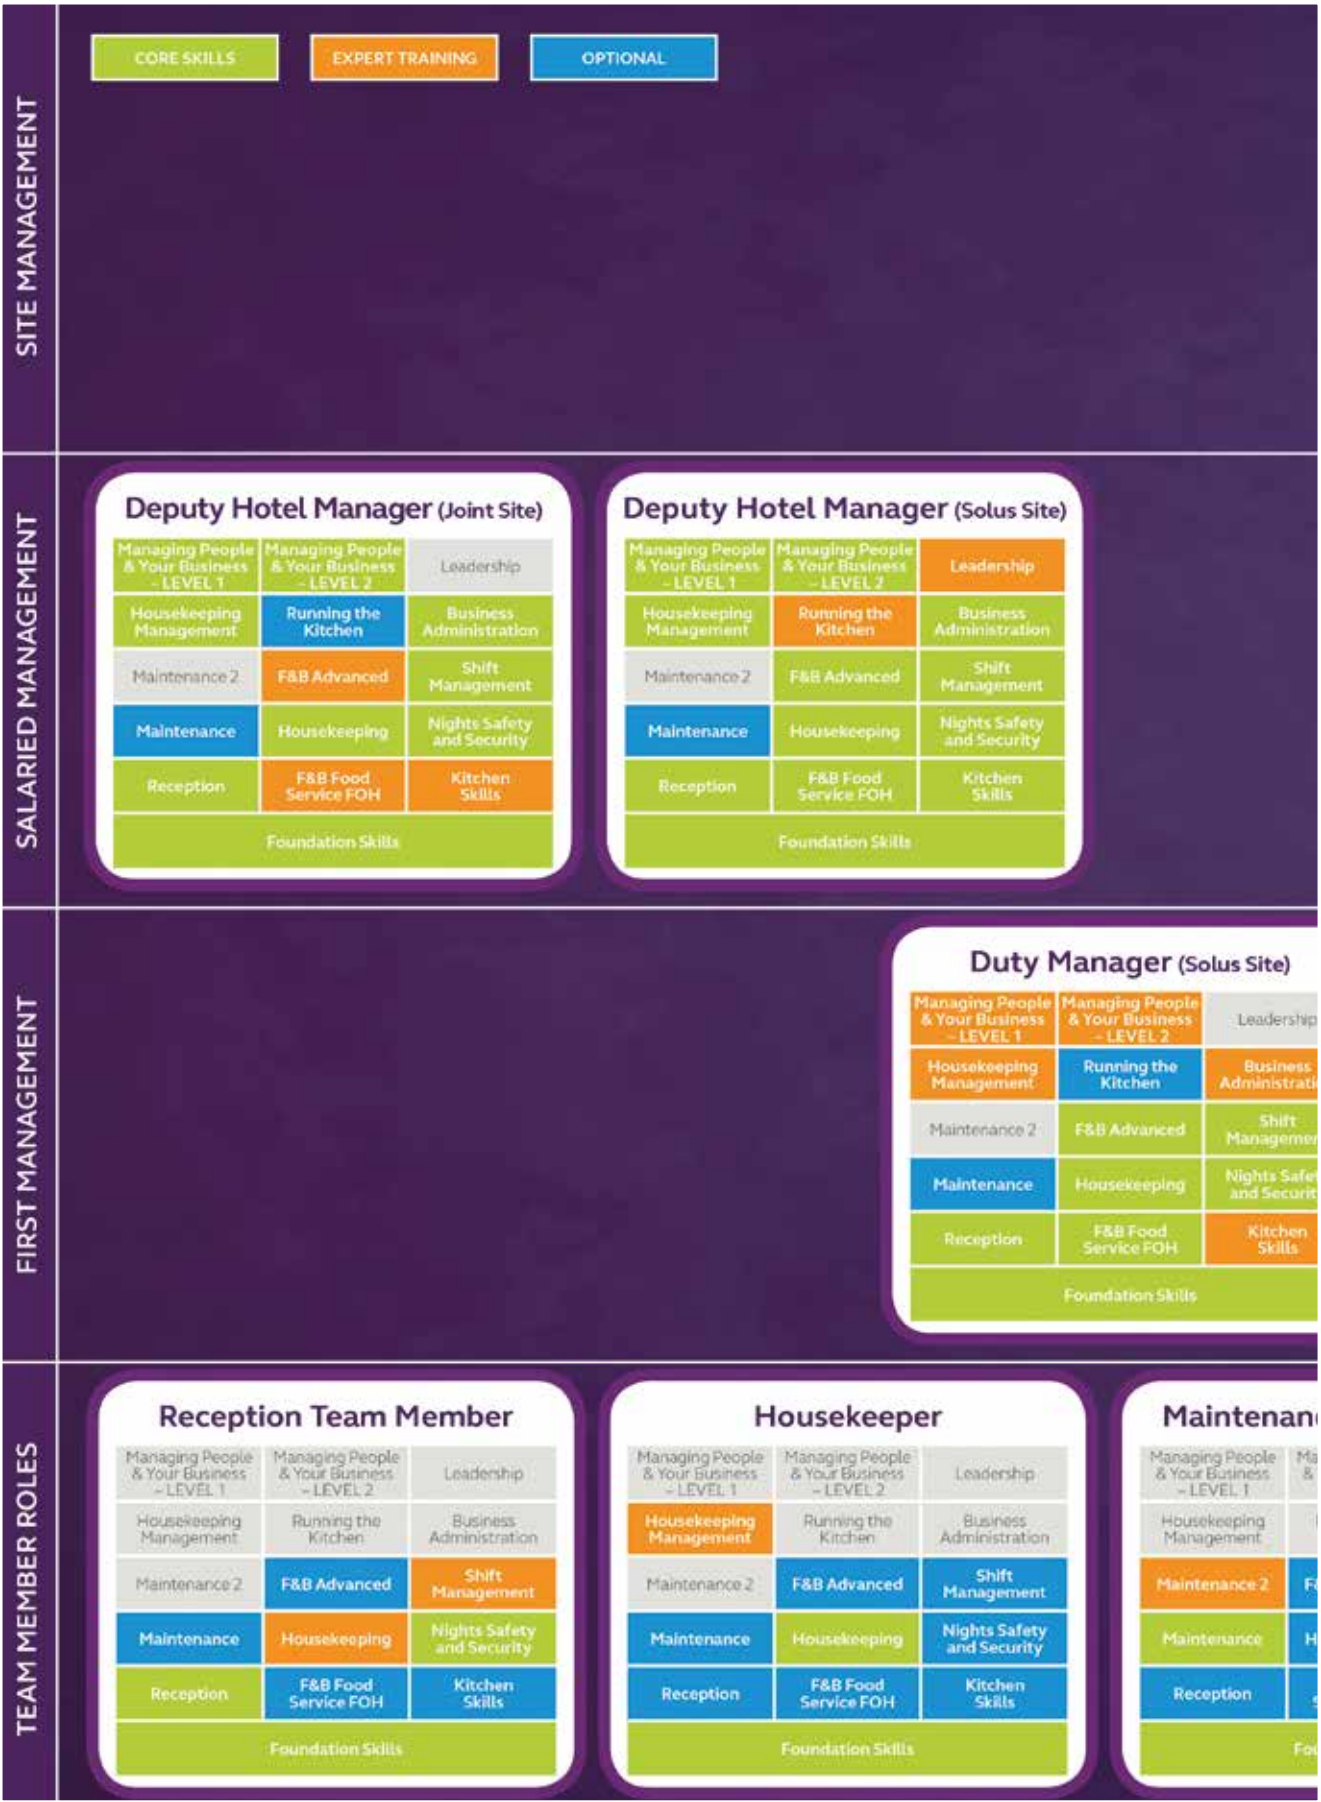 SITE MANAGEMENT
CORE SKILLS
EXPERT TRAINING
OPTIONAL
SALARIED MANAGEMENT
Deputy Hotel Manager (Joint Site)
Managing People
& Your Business
– LEVEL 1
Managing People
& Your Business
– LEVEL 2
Leadership
Housekeeping
Management
Running the
Kitchen
Business
Administration
Maintenance 2
F&B Advanced
Shift
Management
Maintenance
Housekeeping
Nights Safety
and Security
Reception
F&B Food
Service FOH
Kitchen
Skills
Foundation Skills
Deputy Hotel Manager (Solus Site)
Managing People
& Your Business
– LEVEL 1
Managing People
& Your Business
– LEVEL 2
Leadership
Housekeeping
Management
Running the
Kitchen
Business
Administration
Maintenance 2
F&B Advanced
Shift
Management
Maintenance
Housekeeping
Nights Safety
and Security
Reception
F&B Food
Service FOH
Kitchen
Skills
Foundation Skills
FIRST MANAGEMENT
Duty Manager (Solus Site)
Managing People
& Your Business
– LEVEL 1
Managing People
& Your Business
– LEVEL 2
Leadership
Housekeeping
Management
Running the
Kitchen
Business
Administrati
Maintenance 2
F&B Advanced
Shift
Managemen
Maintenance
Housekeeping
Nights Safet
and Securit
Reception
F&B Food
Service FOH
Kitchen
Skills
Foundation Skills
TEAM MEMBER ROLES
Reception Team Member
Managing People
& Your Business
– LEVEL 1
Managing People
& Your Business
– LEVEL 2
Leadership
Housekeeping
Management
Running the
Kitchen
Business
Administration
Maintenance 2
F&B Advanced
Shift
Management
Maintenance
Housekeeping
Nights Safety
and Security
Reception
F&B Food
Service FOH
Kitchen
Skills
Foundation Skills
Housekeeper
Managing People
& Your Business
– LEVEL 1
Managing People
& Your Business
– LEVEL 2
Leadership
Housekeeping
Management
Running the
Kitchen
Business
Administration
Maintenance 2
F&B Advanced
Shift
Management
Maintenance
Housekeeping
Nights Safety
and Security
Reception
F&B Food
Service FOH
Kitchen
Skills
Foundation Skills
Maintenan
Managing People
& Your Business
– LEVEL 1
Ma
&
Housekeeping
Management
Maintenance 2
F&
Maintenance
H
Reception
S
Fou